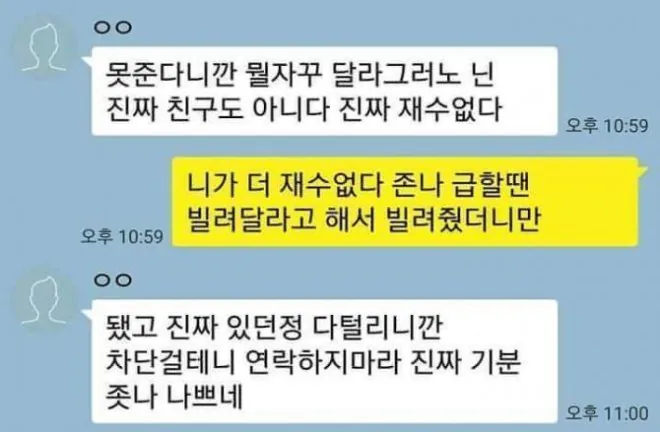 ㅇㅇ
못준다니깐 뭘자꾸 달라그러노 닌
진짜 친구도 아니다 진짜 재수없다
오후 10:59
니가 더 재수없다 존나 급할땐
빌려달라고 해서 빌려줬더니만
오후 10:59
ㅇㅇ
됐고 진짜 있던정 다털리니깐
차단걸테니 연락하지마라 진짜 기분
좃나 나쁘네
오후 11:00